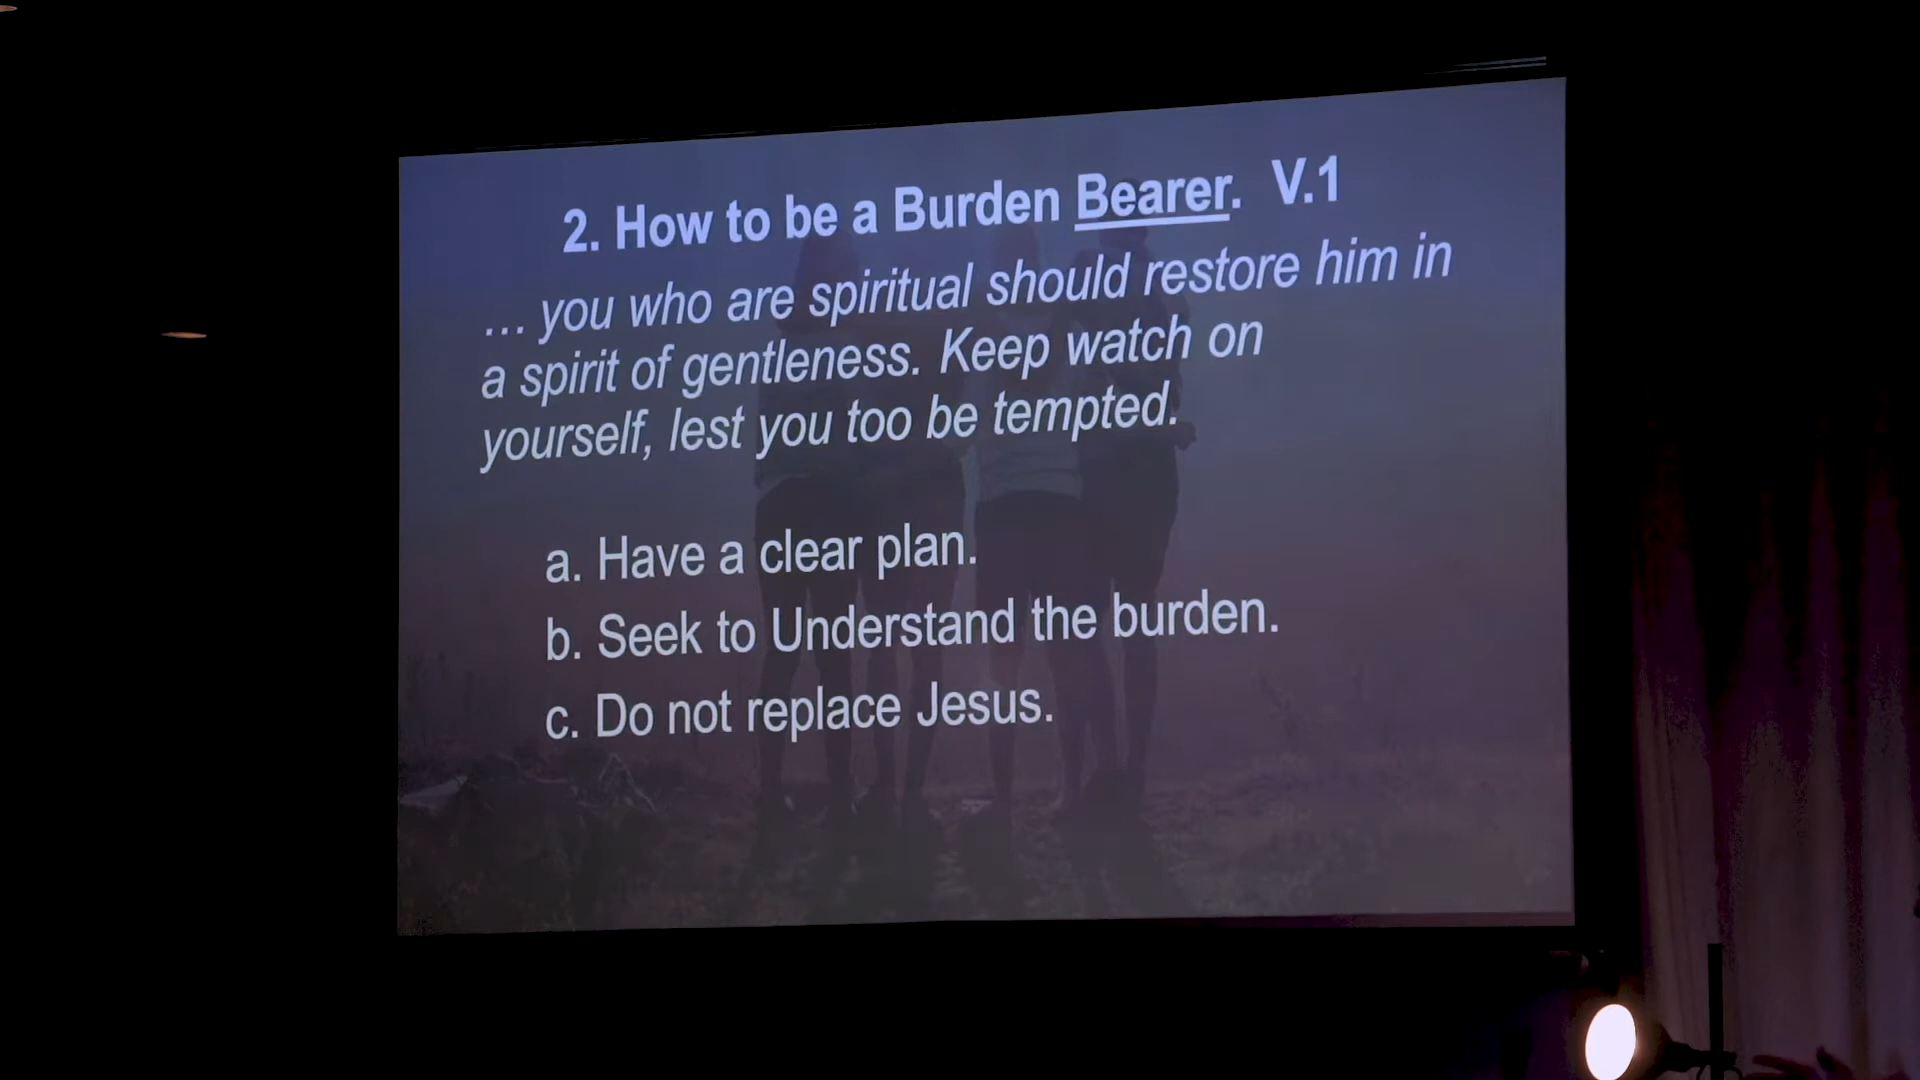 2. How to be a Burden Bearer. V.1
... you who are spiritual should restore him in
a spirit of gentleness. Keep watch on
yourself, lest you too be tempted.
a. Have a clear plan.
b. Seek to Understand the burden.
c. Do not replace Jesus.